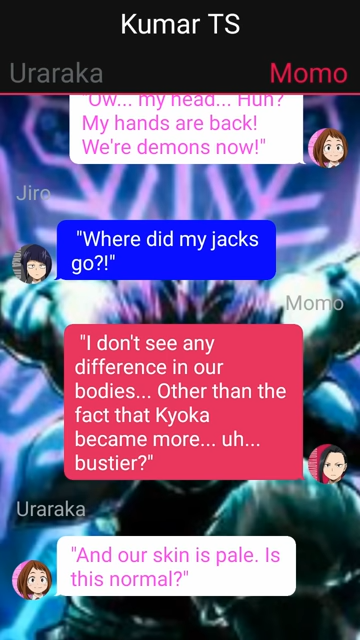 Kumar TS
Uraraka
Momo
"Ow... my head... Huh?
My hands are back!
We're demons now!"
Jiro
"Where did my jacks
go?!"
Momo
"I don't see any
difference in our
bodies... Other than the
fact that Kyoka
became more... uh...
bustier?"
Uraraka
"And our skin is pale. Is
this normal?"